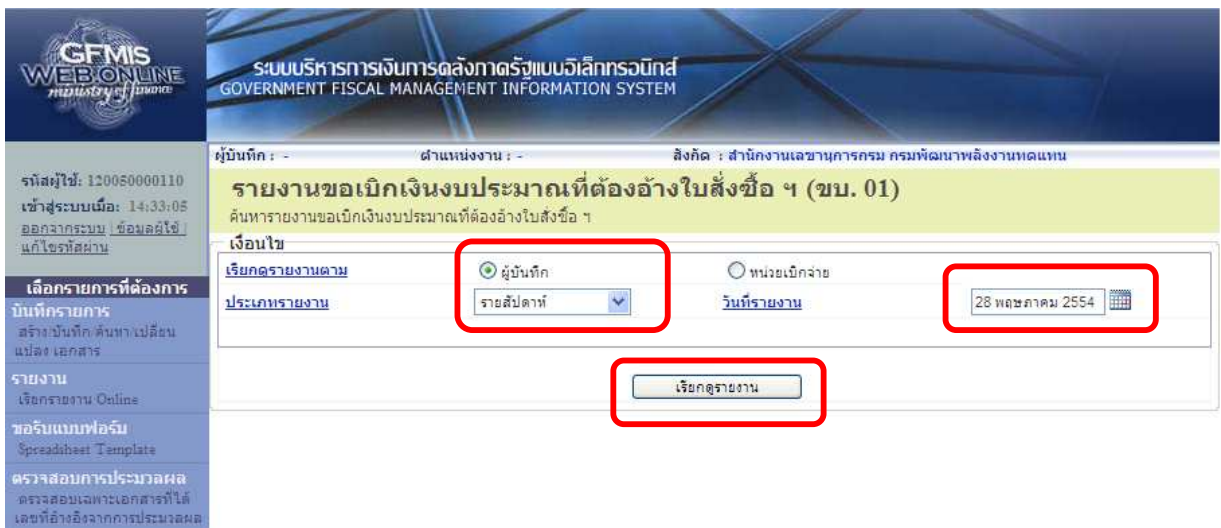 GFMIS
WEB ONLINE
ministry of finance
ระบบบริหารการเงินการคลังภาครัฐแบบอิเล็กทรอนิกส์
GOVERNMENT FISCAL MANAGEMENT INFORMATION SYSTEM
ผู้บันทึก : - ตำแหน่งงาน : - สังกัด : สำนักงานเลขานุการกรม กรมพัฒนาพลังงานทดแทน
รหัสผู้ใช้: 120050000110
เข้าสู่ระบบเมื่อ: 14:33:05
ออกจากระบบ | ข้อมูลผู้ใช้ |
แก้ไขรหัสผ่าน
รายงานขอเบิกเงินงบประมาณที่ต้องอ้างใบสั่งซื้อ ฯ (ขบ. 01)
ค้นหารายงานขอเบิกเงินงบประมาณที่ต้องอ้างใบสั่งซื้อ ฯ
เงื่อนไข
เรียกดูรายงานตาม ผู้บันทึก หน่วยเบิกจ่าย
ประเภทรายงาน รายสัปดาห์ วันที่รายงาน 28 พฤษภาคม 2554
เรียกดูรายงาน
เลือกรายการที่ต้องการ
บันทึกรายการ
สร้าง/บันทึก/ค้นหา/เปลี่ยน
แปลง เอกสาร
รายงาน
เรียกรายงาน Online
ขอรับแบบฟอร์ม
Spreadsheet Template
ตรวจสอบการประมวลผล
ตรวจสอบเฉพาะเอกสารที่ได้
เลขที่อ้างอิงจากการประมวลผล